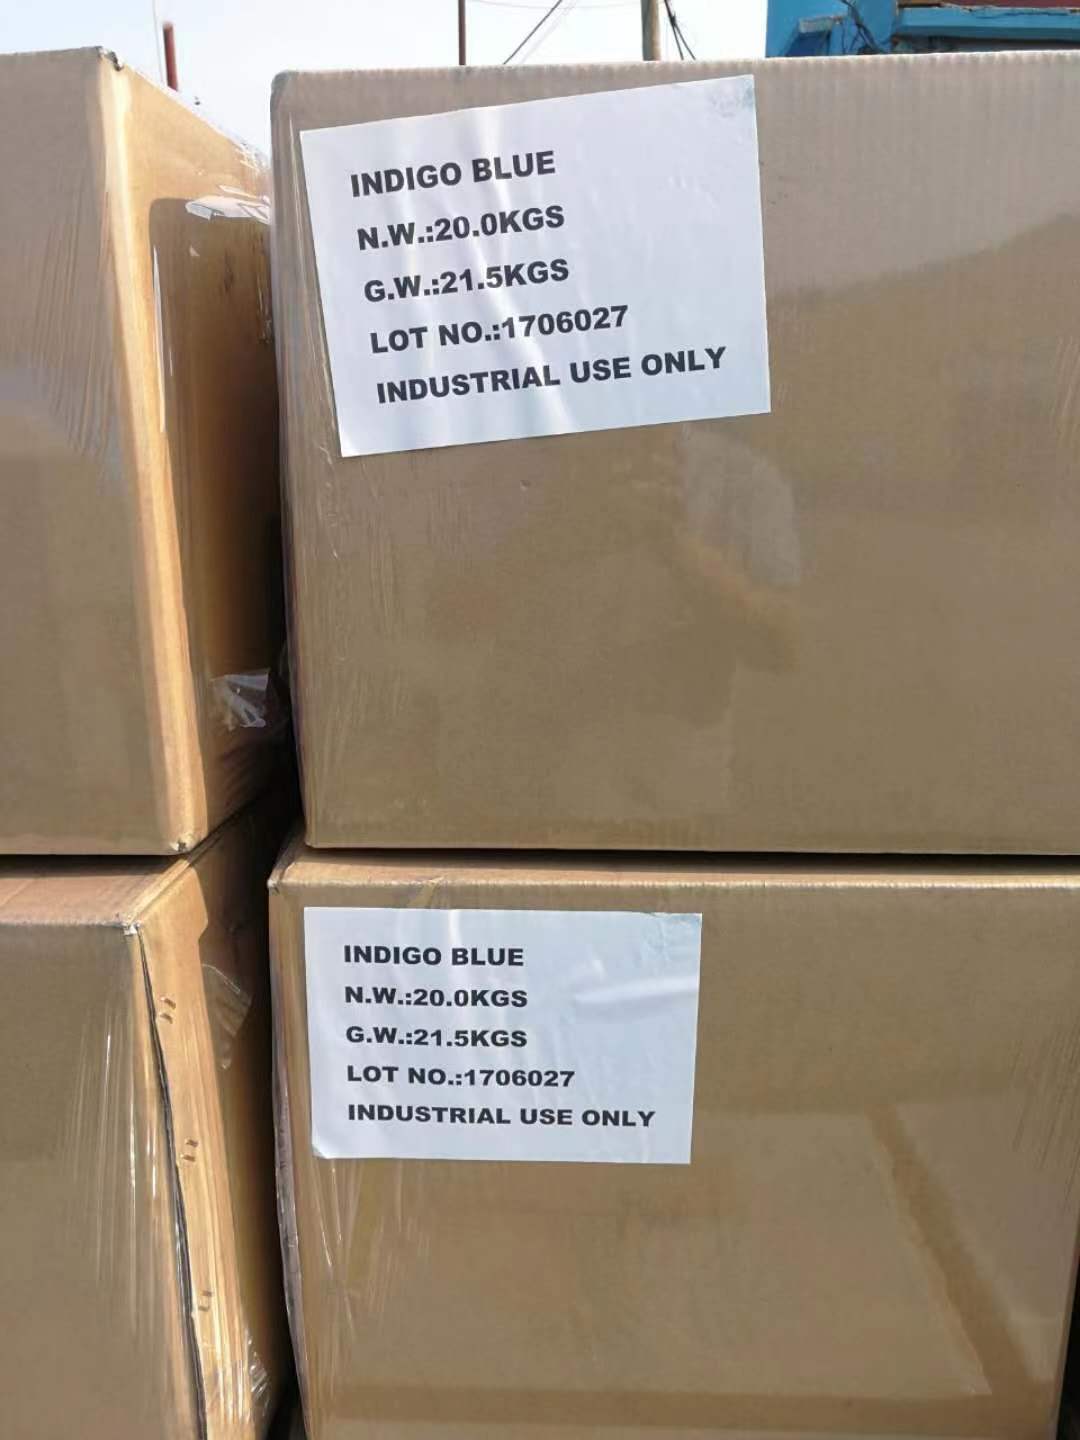 INDIGO BLUE
N.W.:20.0KGS
G.W.:21.5KGS
LOT NO.:1706027
INDUSTRIAL USE ONLY
INDIGO BLUE
N.W.:20.0KGS
G.W.:21.5KGS
LOT NO.:1706027
INDUSTRIAL USE ONLY